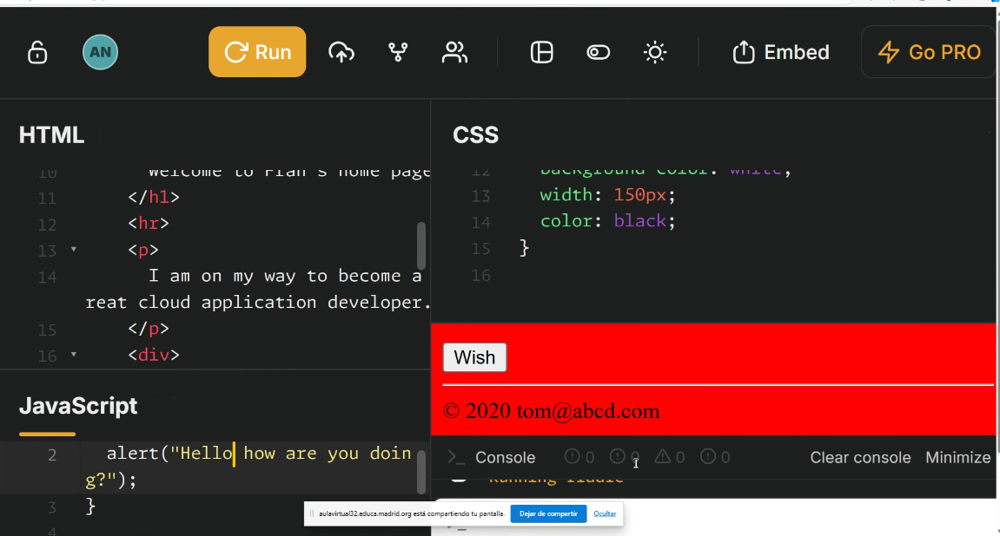 AN
Run
Embed
Go PRO
HTML
10 Welcome to Fran's home page
11 </h1>
12 <hr>
13 <p>
14 I am on my way to become a
reat cloud application developer.
15 </p>
16 <div>
CSS
12 background-color: white;
13 width: 150px;
14 color: black;
15 }
16
JavaScript
2 alert("Hello how are you doin
g?");
3 }
4
Wish
© 2020 tom@abcd.com
>_ Console 0 0 0 0 Clear console Minimize
Running fiddle
aulavirtual32.educa.madrid.org está compartiendo tu pantalla. Dejar de compartir Ocultar
>_